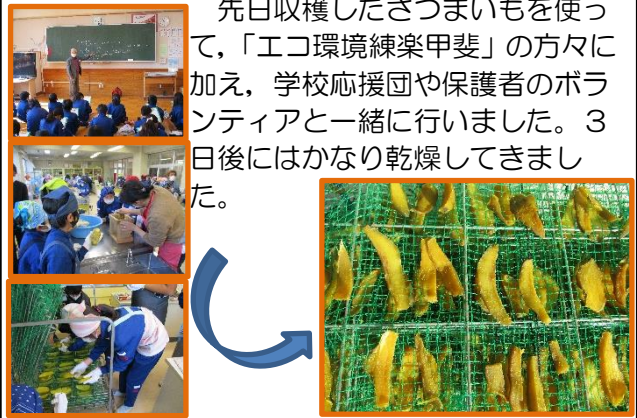 先日収穫したさつまいもを使っ
て，「エコ環境練楽甲斐」の方々に
加え，学校応援団や保護者のボラ
ンティアと一緒に行いました。３
日後にはかなり乾燥してきまし
た。